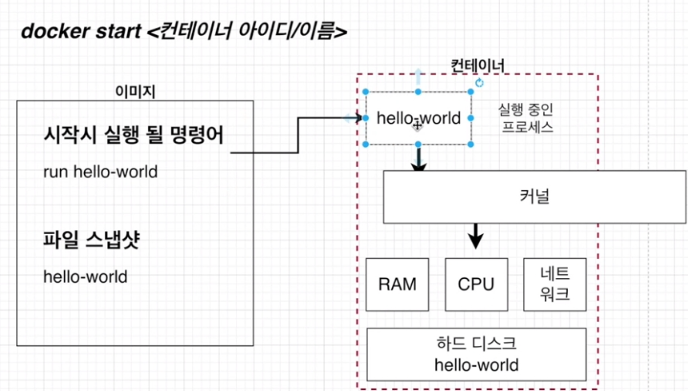 docker start <컨테이너 아이디/이름>
이미지
시작시 실행 될 명령어
run hello-world
파일 스냅샷
hello-world
컨테이너
hello-world
실행 중인
프로세스
커널
RAM
CPU
네트
워크
하드 디스크
hello-world